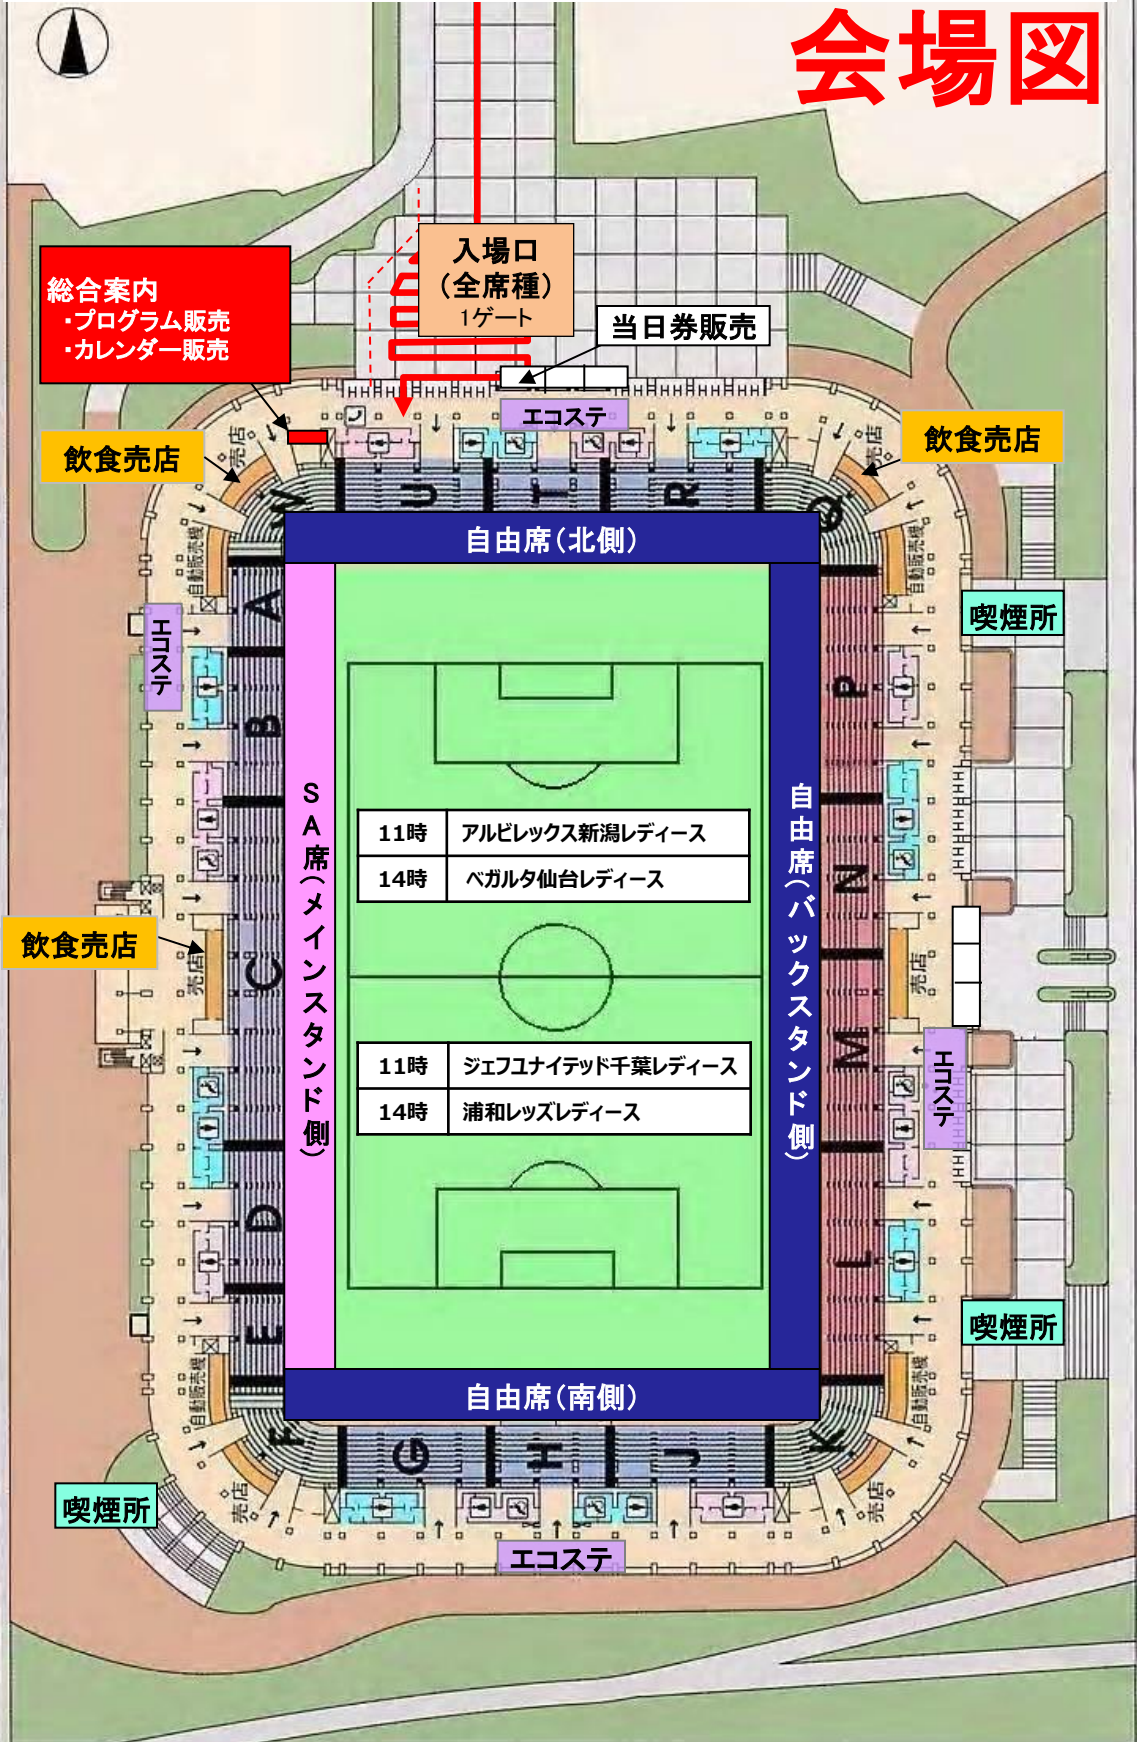 会場図
入場口
（全席種）
1ゲート
総合案内
・プログラム販売
・カレンダー販売
当日券販売
エコステ
飲食売店
飲食売店
売店
売店
W
U
T
R
Q
自由席（北側）
自動販売機
自動販売機
喫煙所
エコステ
A
B
C
D
E
P
N
M
L
SA席（メインスタンド側）
自由席（バックスタンド側）
11時 アルビレックス新潟レディース
14時 ベガルタ仙台レディース
飲食売店
売店
売店
11時 ジェフユナイテッド千葉レディース
14時 浦和レッズレディース
エコステ
喫煙所
自動販売機
自動販売機
自由席（南側）
F
G
H
J
K
売店
売店
喫煙所
エコステ